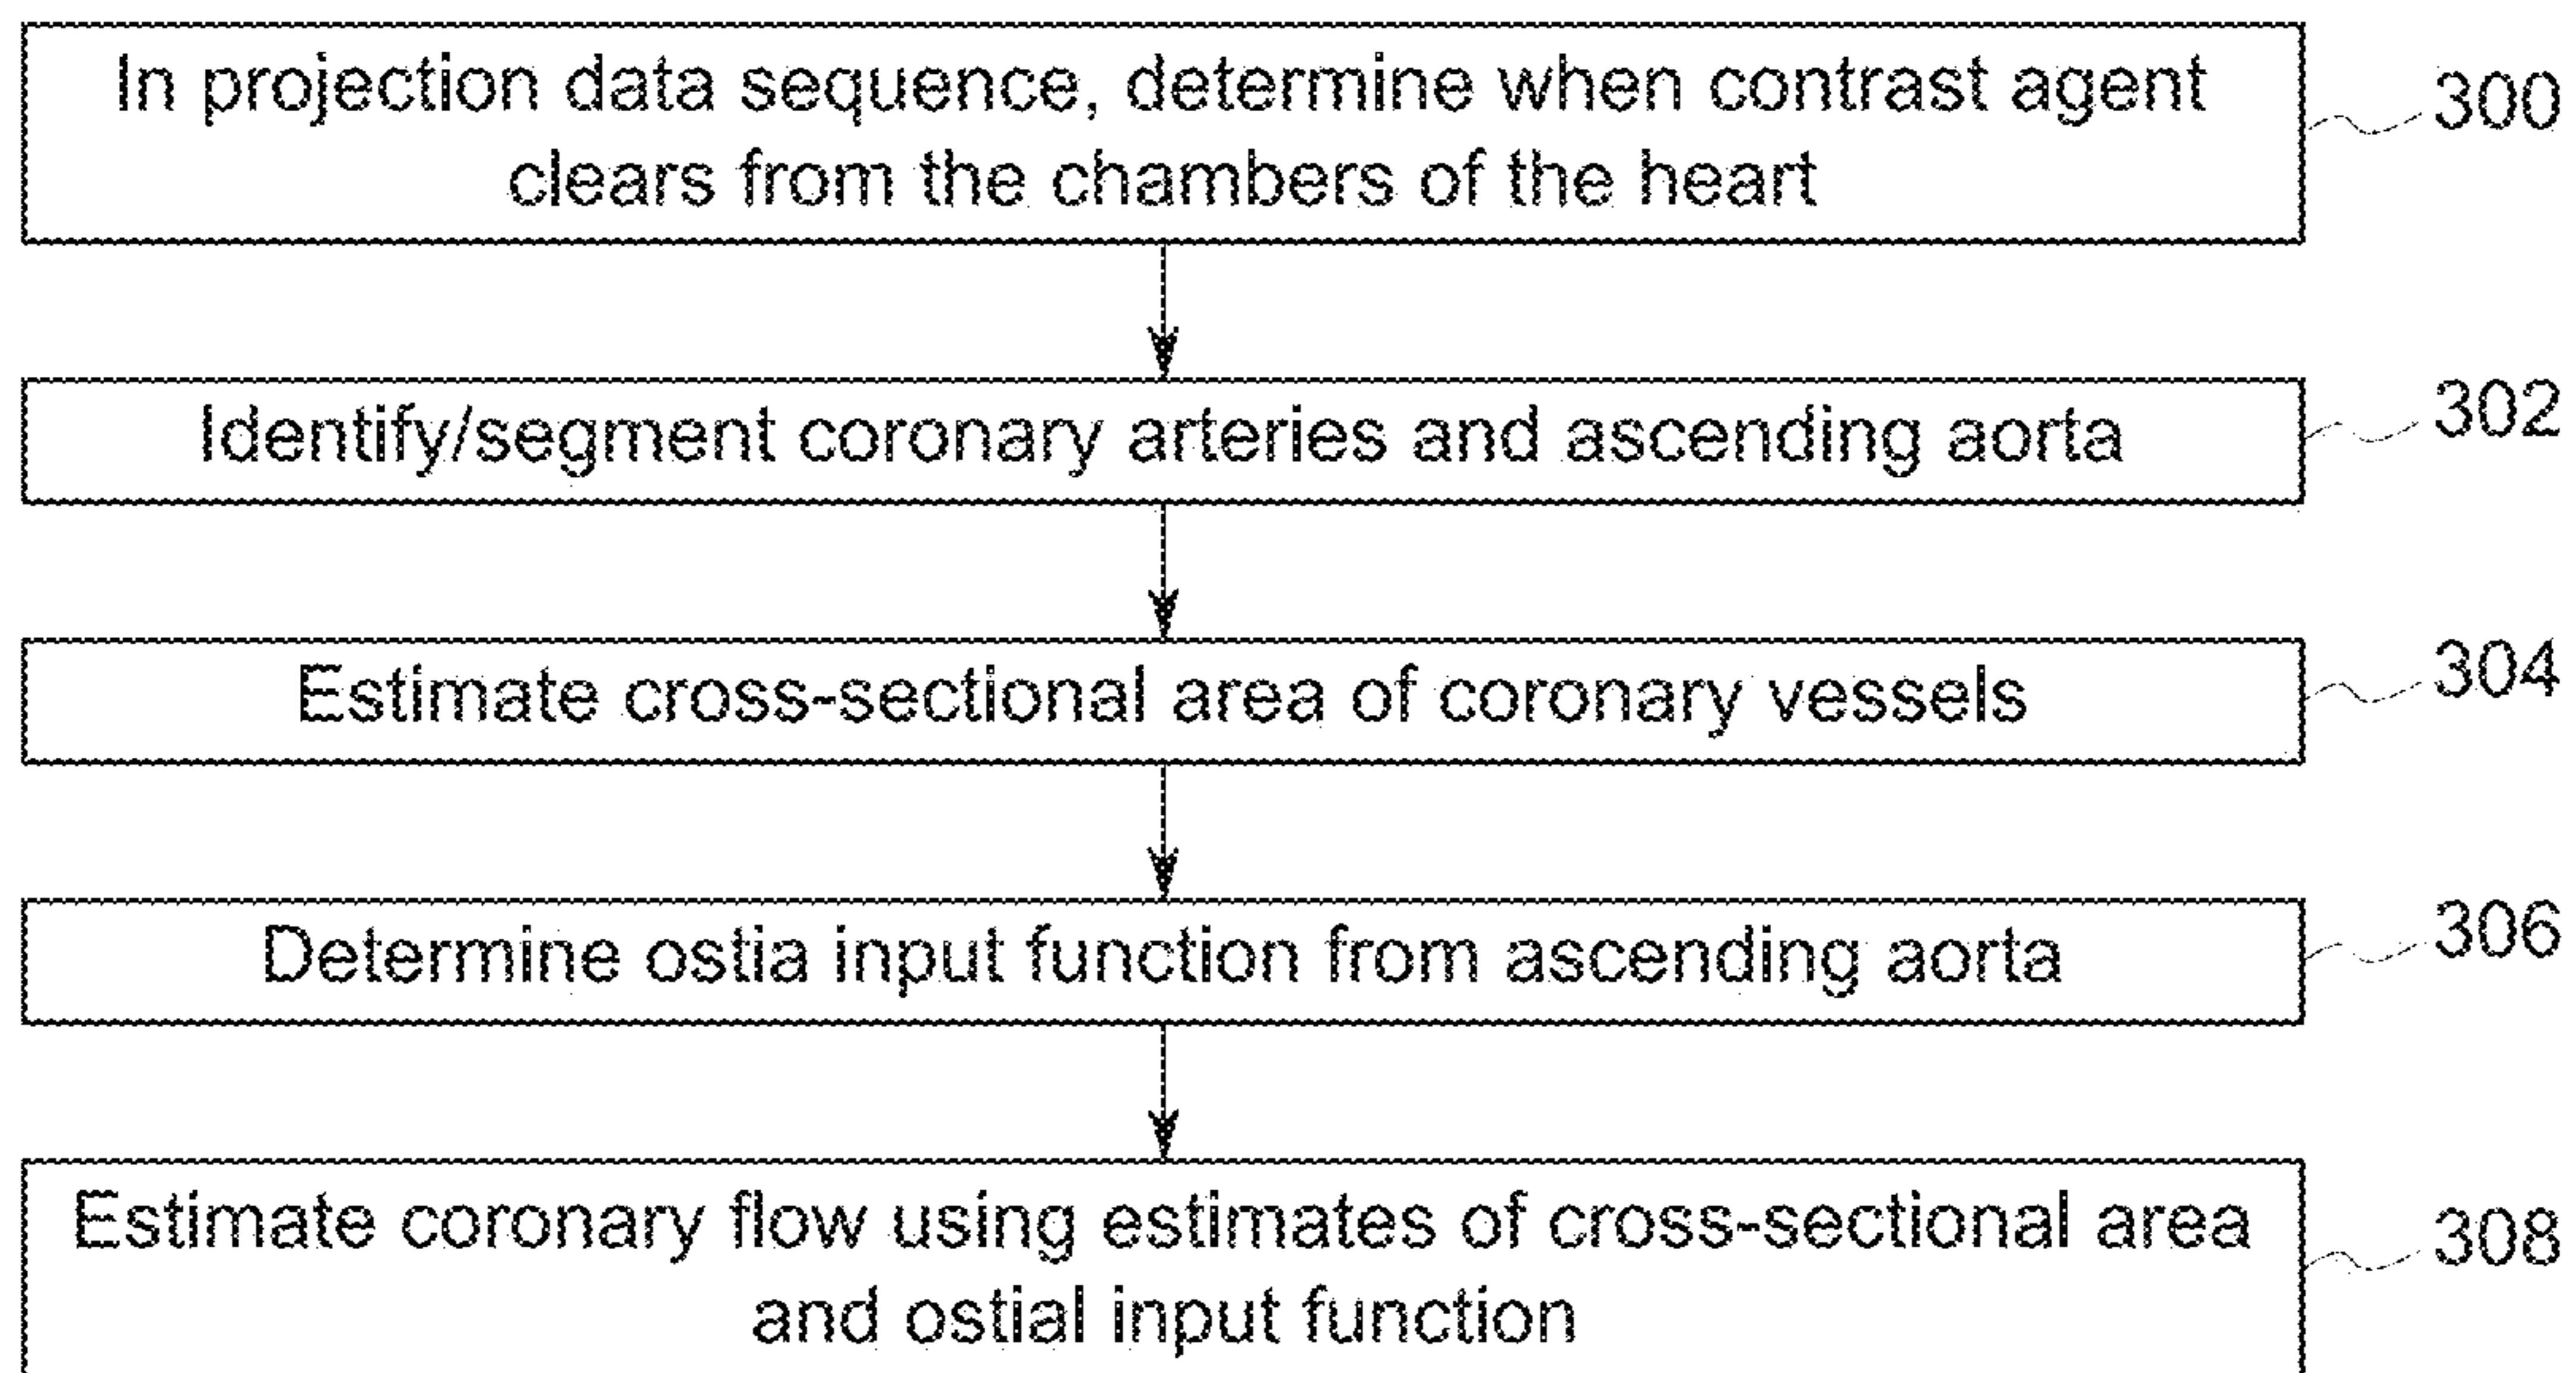 In projection data sequence, determine when contrast agent
clears from the chambers of the heart
300
Identify/segment coronary arteries and ascending aorta
302
Estimate cross-sectional area of coronary vessels
304
Determine ostia input function from ascending aorta
306
Estimate coronary flow using estimates of cross-sectional area
and ostial input function
308